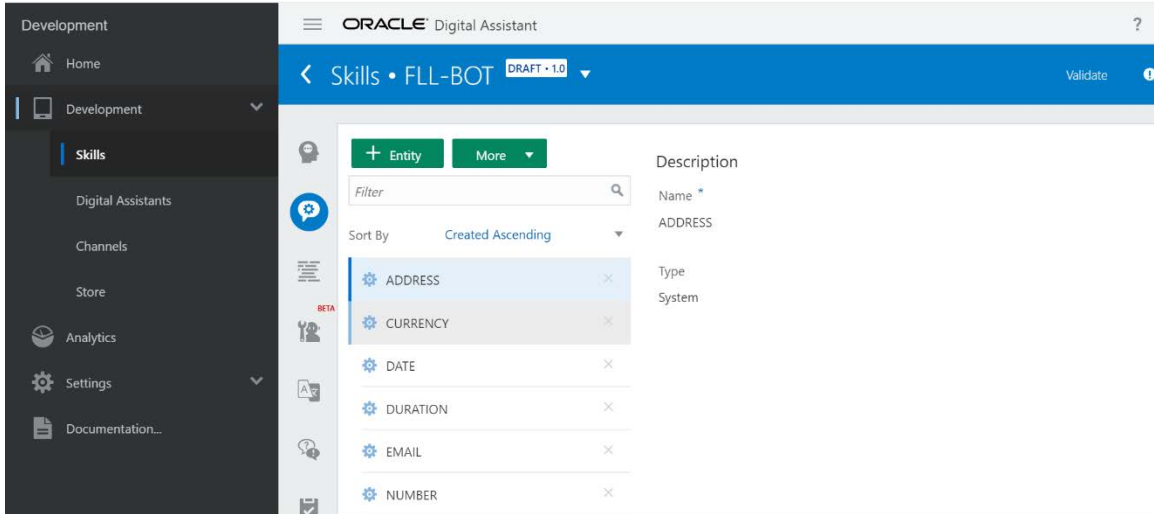 Development
Home
Development
Skills
Digital Assistants
Channels
Store
Analytics
Settings
Documentation...
ORACLE® Digital Assistant
?
Skills • FLL-BOT DRAFT • 1.0
Validate
+ Entity
More
Filter
Sort By Created Ascending
BETA
ADDRESS
CURRENCY
DATE
DURATION
EMAIL
NUMBER
Description
Name *
ADDRESS
Type
System